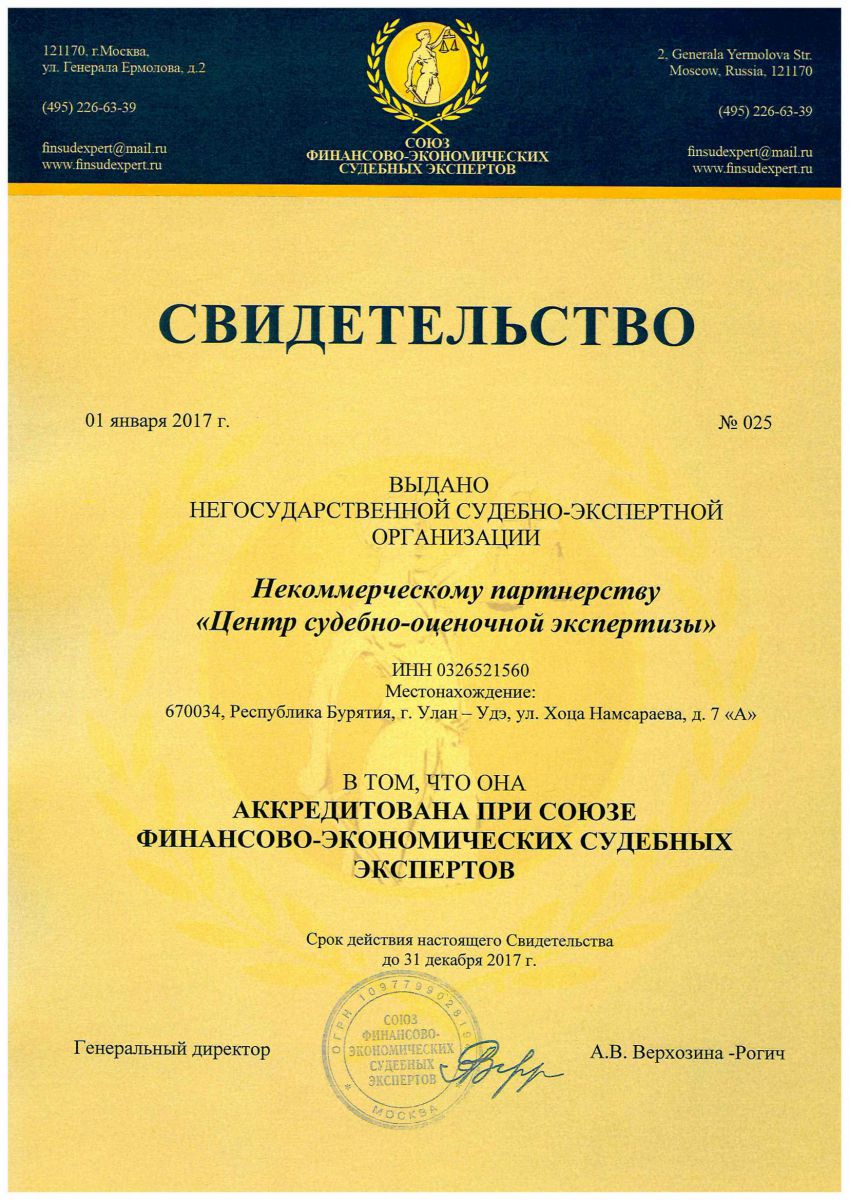 121170, г.Москва,
ул. Генерала Ермолова, д.2
(495) 226-63-39
finsudexpert@mail.ru
www.finsudexpert.ru
СОЮЗ
ФИНАНСОВО-ЭКОНОМИЧЕСКИХ
СУДЕБНЫХ ЭКСПЕРТОВ
2, Generala Yermolova Str.
Moscow, Russia, 121170
(495) 226-63-39
finsudexpert@mail.ru
www.finsudexpert.ru
СВИДЕТЕЛЬСТВО
01 января 2017 г.
№ 025
ВЫДАНО
НЕГОСУДАРСТВЕННОЙ СУДЕБНО-ЭКСПЕРТНОЙ
ОРГАНИЗАЦИИ
Некоммерческому партнерству
«Центр судебно-оценочной экспертизы»
ИНН 0326521560
Местонахождение:
670034, Республика Бурятия, г. Улан – Удэ, ул. Хоца Намсараева, д. 7 «А»
В ТОМ, ЧТО ОНА
АККРЕДИТОВАНА ПРИ СОЮЗЕ
ФИНАНСОВО-ЭКОНОМИЧЕСКИХ СУДЕБНЫХ
ЭКСПЕРТОВ
Срок действия настоящего Свидетельства
до 31 декабря 2017 г.
Генеральный директор
ОГРН
СОЮЗ
ФИНАНСОВО-
ЭКОНОМИЧЕСКИХ
СУДЕБНЫХ
ЭКСПЕРТОВ
* МОСКВА *
А.В. Верхозина -Рогич